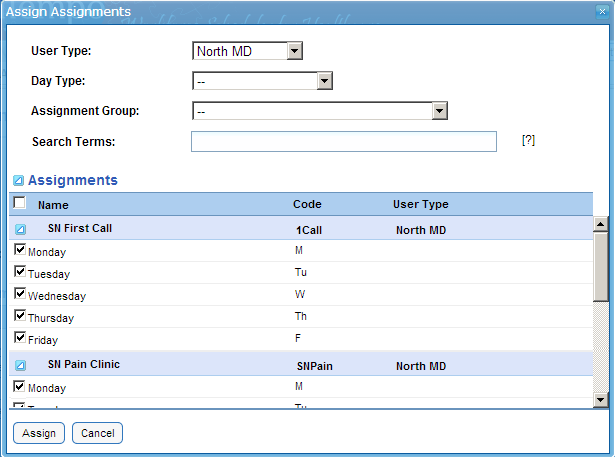 Assign Assignments
User Type: North MD
Day Type: --
Assignment Group: --
Search Terms: [?]
Assignments
Name Code User Type
SN First Call 1Call North MD
Monday M
Tuesday Tu
Wednesday W
Thursday Th
Friday F
SN Pain Clinic SNPain North MD
Monday M
Assign Cancel